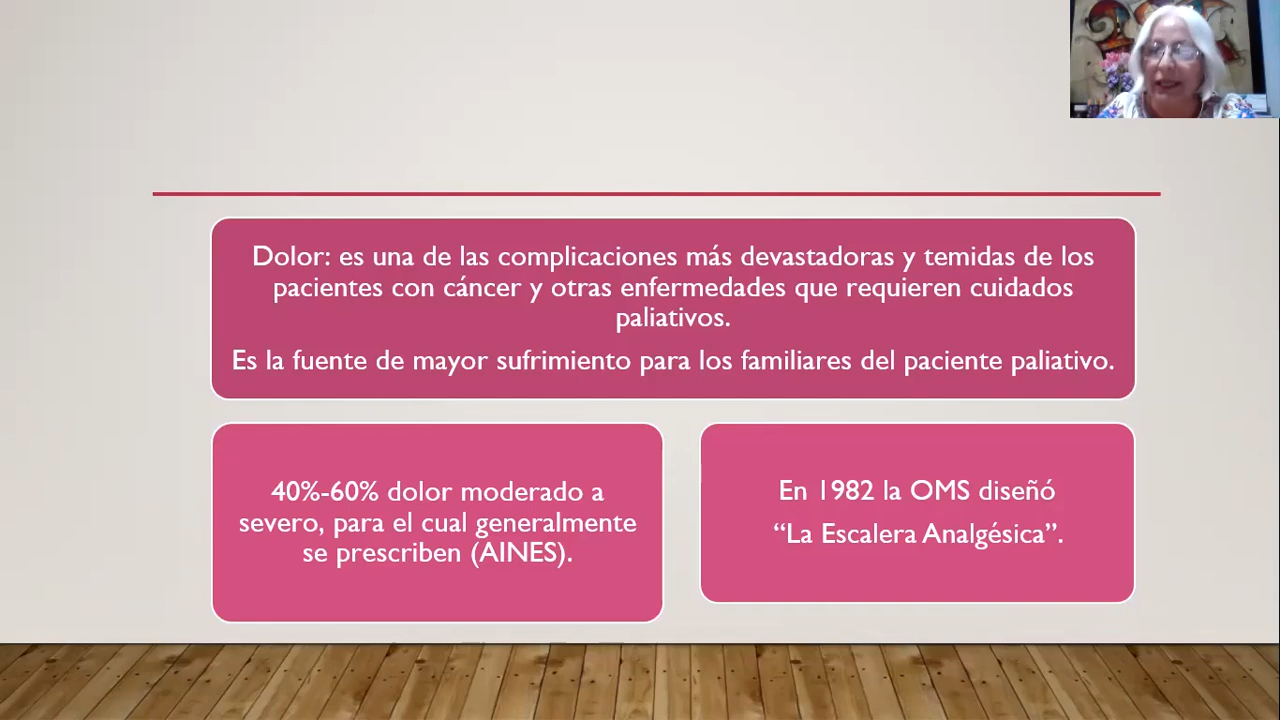 Dolor: es una de las complicaciones más devastadoras y temidas de los
pacientes con cáncer y otras enfermedades que requieren cuidados
paliativos.
Es la fuente de mayor sufrimiento para los familiares del paciente paliativo.
40%-60% dolor moderado a
severo, para el cual generalmente
se prescriben (AINES).
En 1982 la OMS diseñó
“La Escalera Analgésica”.